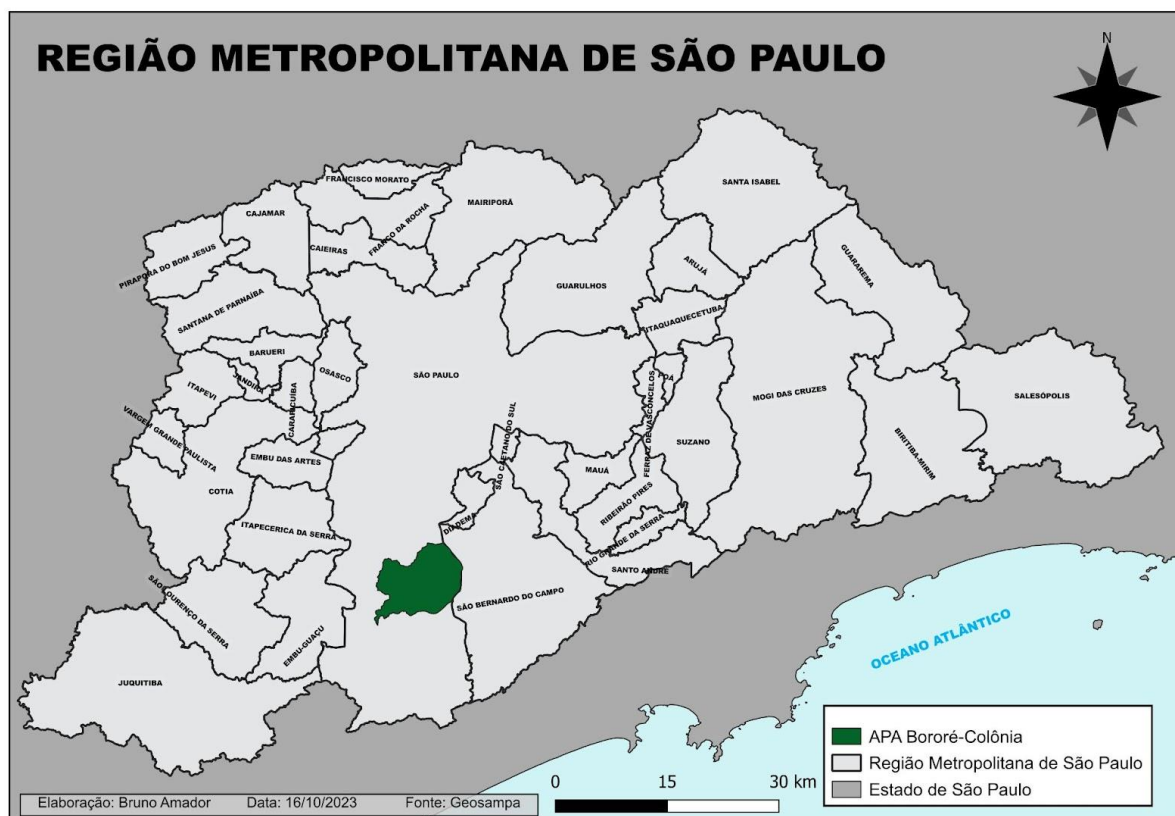 REGIÃO METROPOLITANA DE SÃO PAULO
N
FRANCISCO MORATO
SANTA ISABEL
MAIRIPORÃ
CAJAMAR
FRANCO DA ROCHA
CAIEIRAS
PIRAPORA DO BOM JESUS
ARUJÁ
GUARAREMA
GUARULHOS
SANTANA DE PARNAÍBA
ITAQUAQUECETUBA
BARUERI
OSASCO
SÃO PAULO
JANDIRA
ITAPEVI
CARAPICUÍBA
POÁ
FERRAZ DE VASCONCELOS
MOGI DAS CRUZES
SALESÓPOLIS
VARGEM GRANDE PAULISTA
SÃO CAETANO DO SUL
SUZANO
BIRITIBA-MIRIM
EMBU DAS ARTES
MAUÁ
COTIA
RIBEIRÃO PIRES
ITAPECERICA DA SERRA
DIADEMA
RIO GRANDE DA SERRA
SANTO ANDRÉ
SÃO BERNARDO DO CAMPO
SÃO LOURENÇO DA SERRA
EMBU-GUAÇU
JUQUITIBA
OCEANO ATLÂNTICO
APA Bororé-Colônia
Região Metropolitana de São Paulo
Estado de São Paulo
0 15 30 km
Elaboração: Bruno Amador Data: 16/10/2023 Fonte: Geosampa